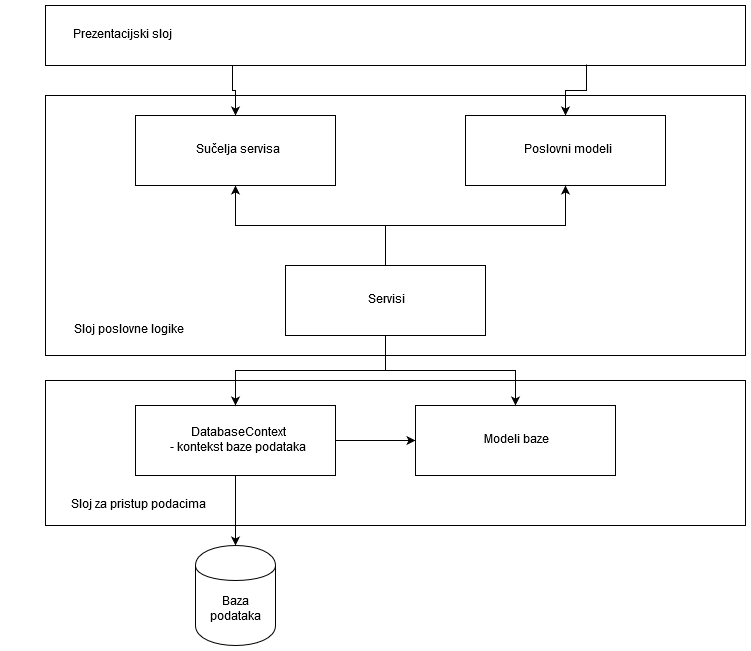 Prezentacijski sloj
Sučelja servisa
Poslovni modeli
Servisi
Sloj poslovne logike
DatabaseContext
- kontekst baze podataka
Modeli baze
Sloj za pristup podacima
Baza
podataka